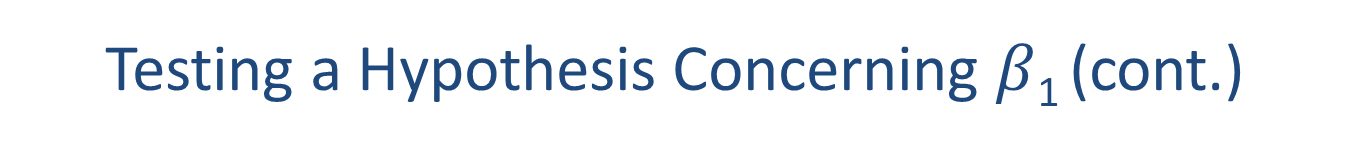 Testing a Hypothesis Concerning β₁ (cont.)